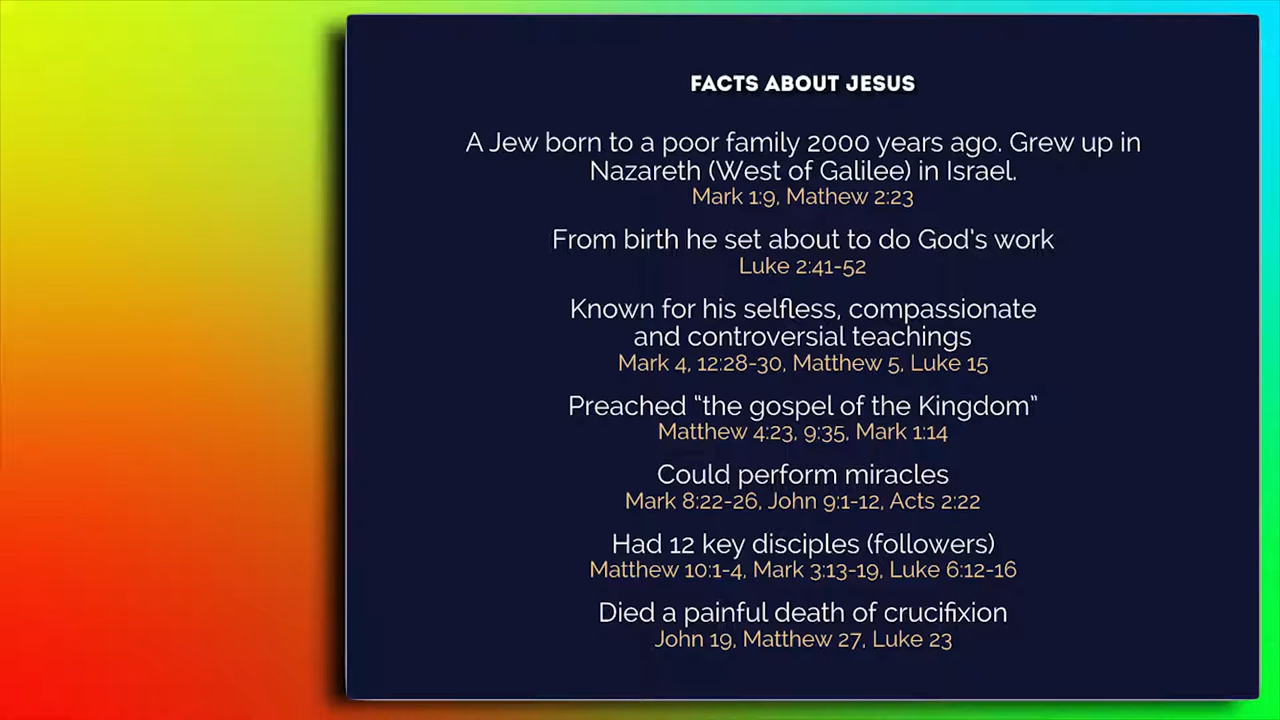 FACTS ABOUT JESUS
A Jew born to a poor family 2000 years ago. Grew up in
Nazareth (West of Galilee) in Israel.
Mark 1:9, Mathew 2:23
From birth he set about to do God's work
Luke 2:41-52
Known for his selfless, compassionate
and controversial teachings
Mark 4, 12:28-30, Matthew 5, Luke 15
Preached "the gospel of the Kingdom"
Matthew 4:23, 9:35, Mark 1:14
Could perform miracles
Mark 8:22-26, John 9:1-12, Acts 2:22
Had 12 key disciples (followers)
Matthew 10:1-4, Mark 3:13-19, Luke 6:12-16
Died a painful death of crucifixion
John 19, Matthew 27, Luke 23